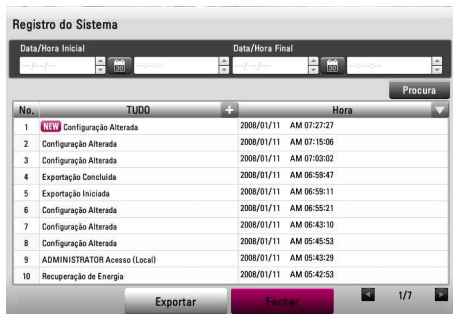 Registro do Sistema
Data/Hora Inicial Data/Hora Final
--/--/-- 30 --:--:-- --/--/-- 30 --:--:--
Procura
No. TUDO + Hora
1 NEW Configuração Alterada 2008/01/11 AM 07:27:27
2 Configuração Alterada 2008/01/11 AM 07:15:06
3 Configuração Alterada 2008/01/11 AM 07:03:02
4 Exportação Concluída 2008/01/11 AM 06:59:47
5 Exportação Iniciada 2008/01/11 AM 06:59:11
6 Configuração Alterada 2008/01/11 AM 06:55:21
7 Configuração Alterada 2008/01/11 AM 06:43:10
8 Configuração Alterada 2008/01/11 AM 05:45:53
9 ADMINISTRATOR Acesso (Local) 2008/01/11 AM 05:43:29
10 Recuperação de Energia 2008/01/11 AM 05:42:53
Exportar Fechar 1/7